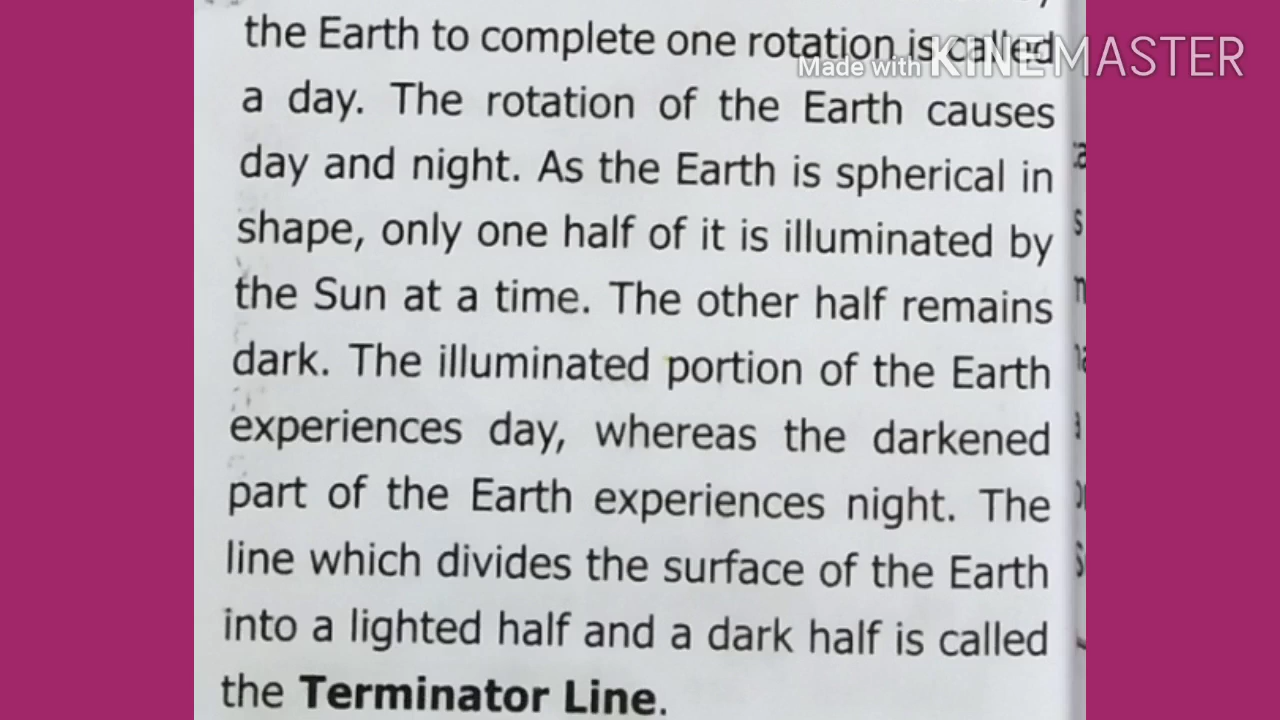 the Earth to complete one rotation is called
Made with KINEMASTER
a day. The rotation of the Earth causes
day and night. As the Earth is spherical in
shape, only one half of it is illuminated by
the Sun at a time. The other half remains
dark. The illuminated portion of the Earth
experiences day, whereas the darkened
part of the Earth experiences night. The
line which divides the surface of the Earth
into a lighted half and a dark half is called
the Terminator Line.